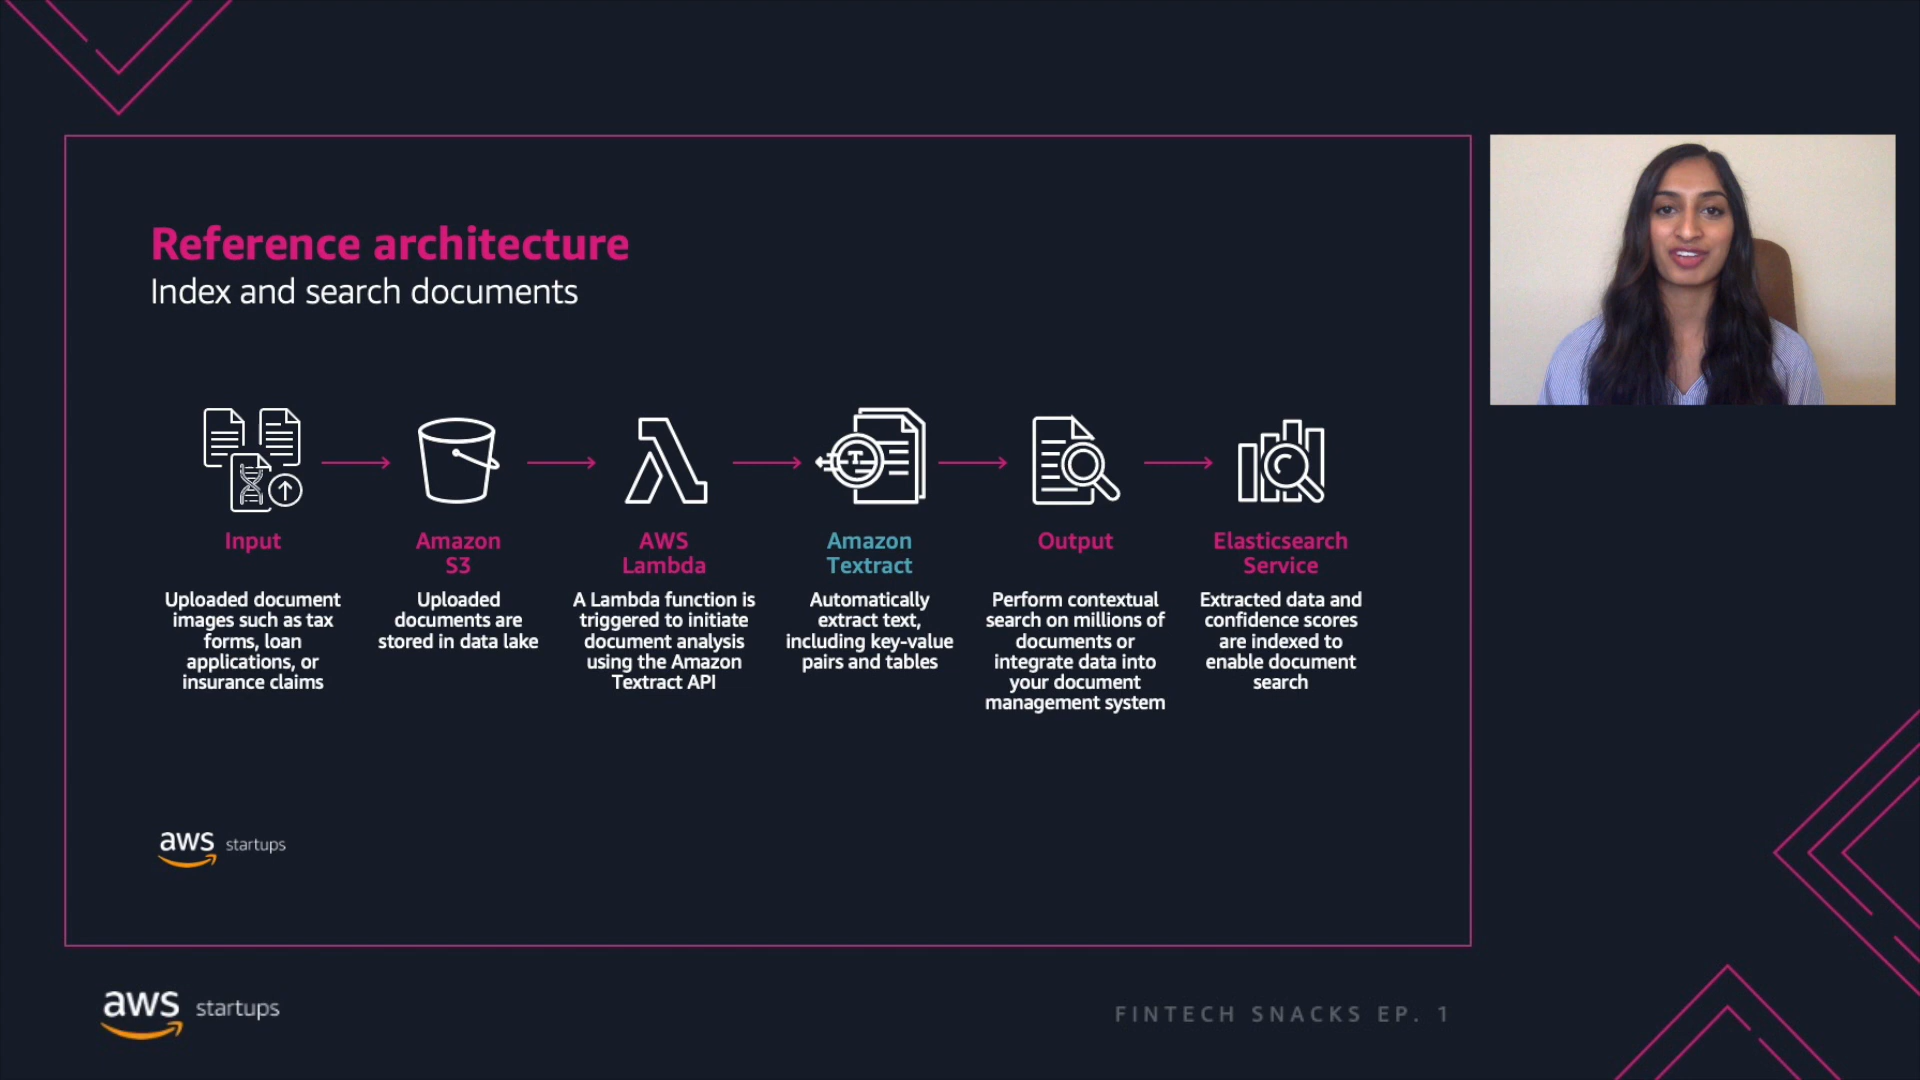 Reference architecture
Index and search documents
Input
Uploaded document
images such as tax
forms, loan
applications, or
insurance claims
Amazon
S3
Uploaded
documents are
stored in data lake
AWS
Lambda
A Lambda function is
triggered to initiate
document analysis
using the Amazon
Textract API
Amazon
Textract
Automatically
extract text,
including key-value
pairs and tables
Output
Perform contextual
search on millions of
documents or
integrate data into
your document
management system
Elasticsearch
Service
Extracted data and
confidence scores
are indexed to
enable document
search
aws startups
aws startups
FINTECH SNACKS EP. 1